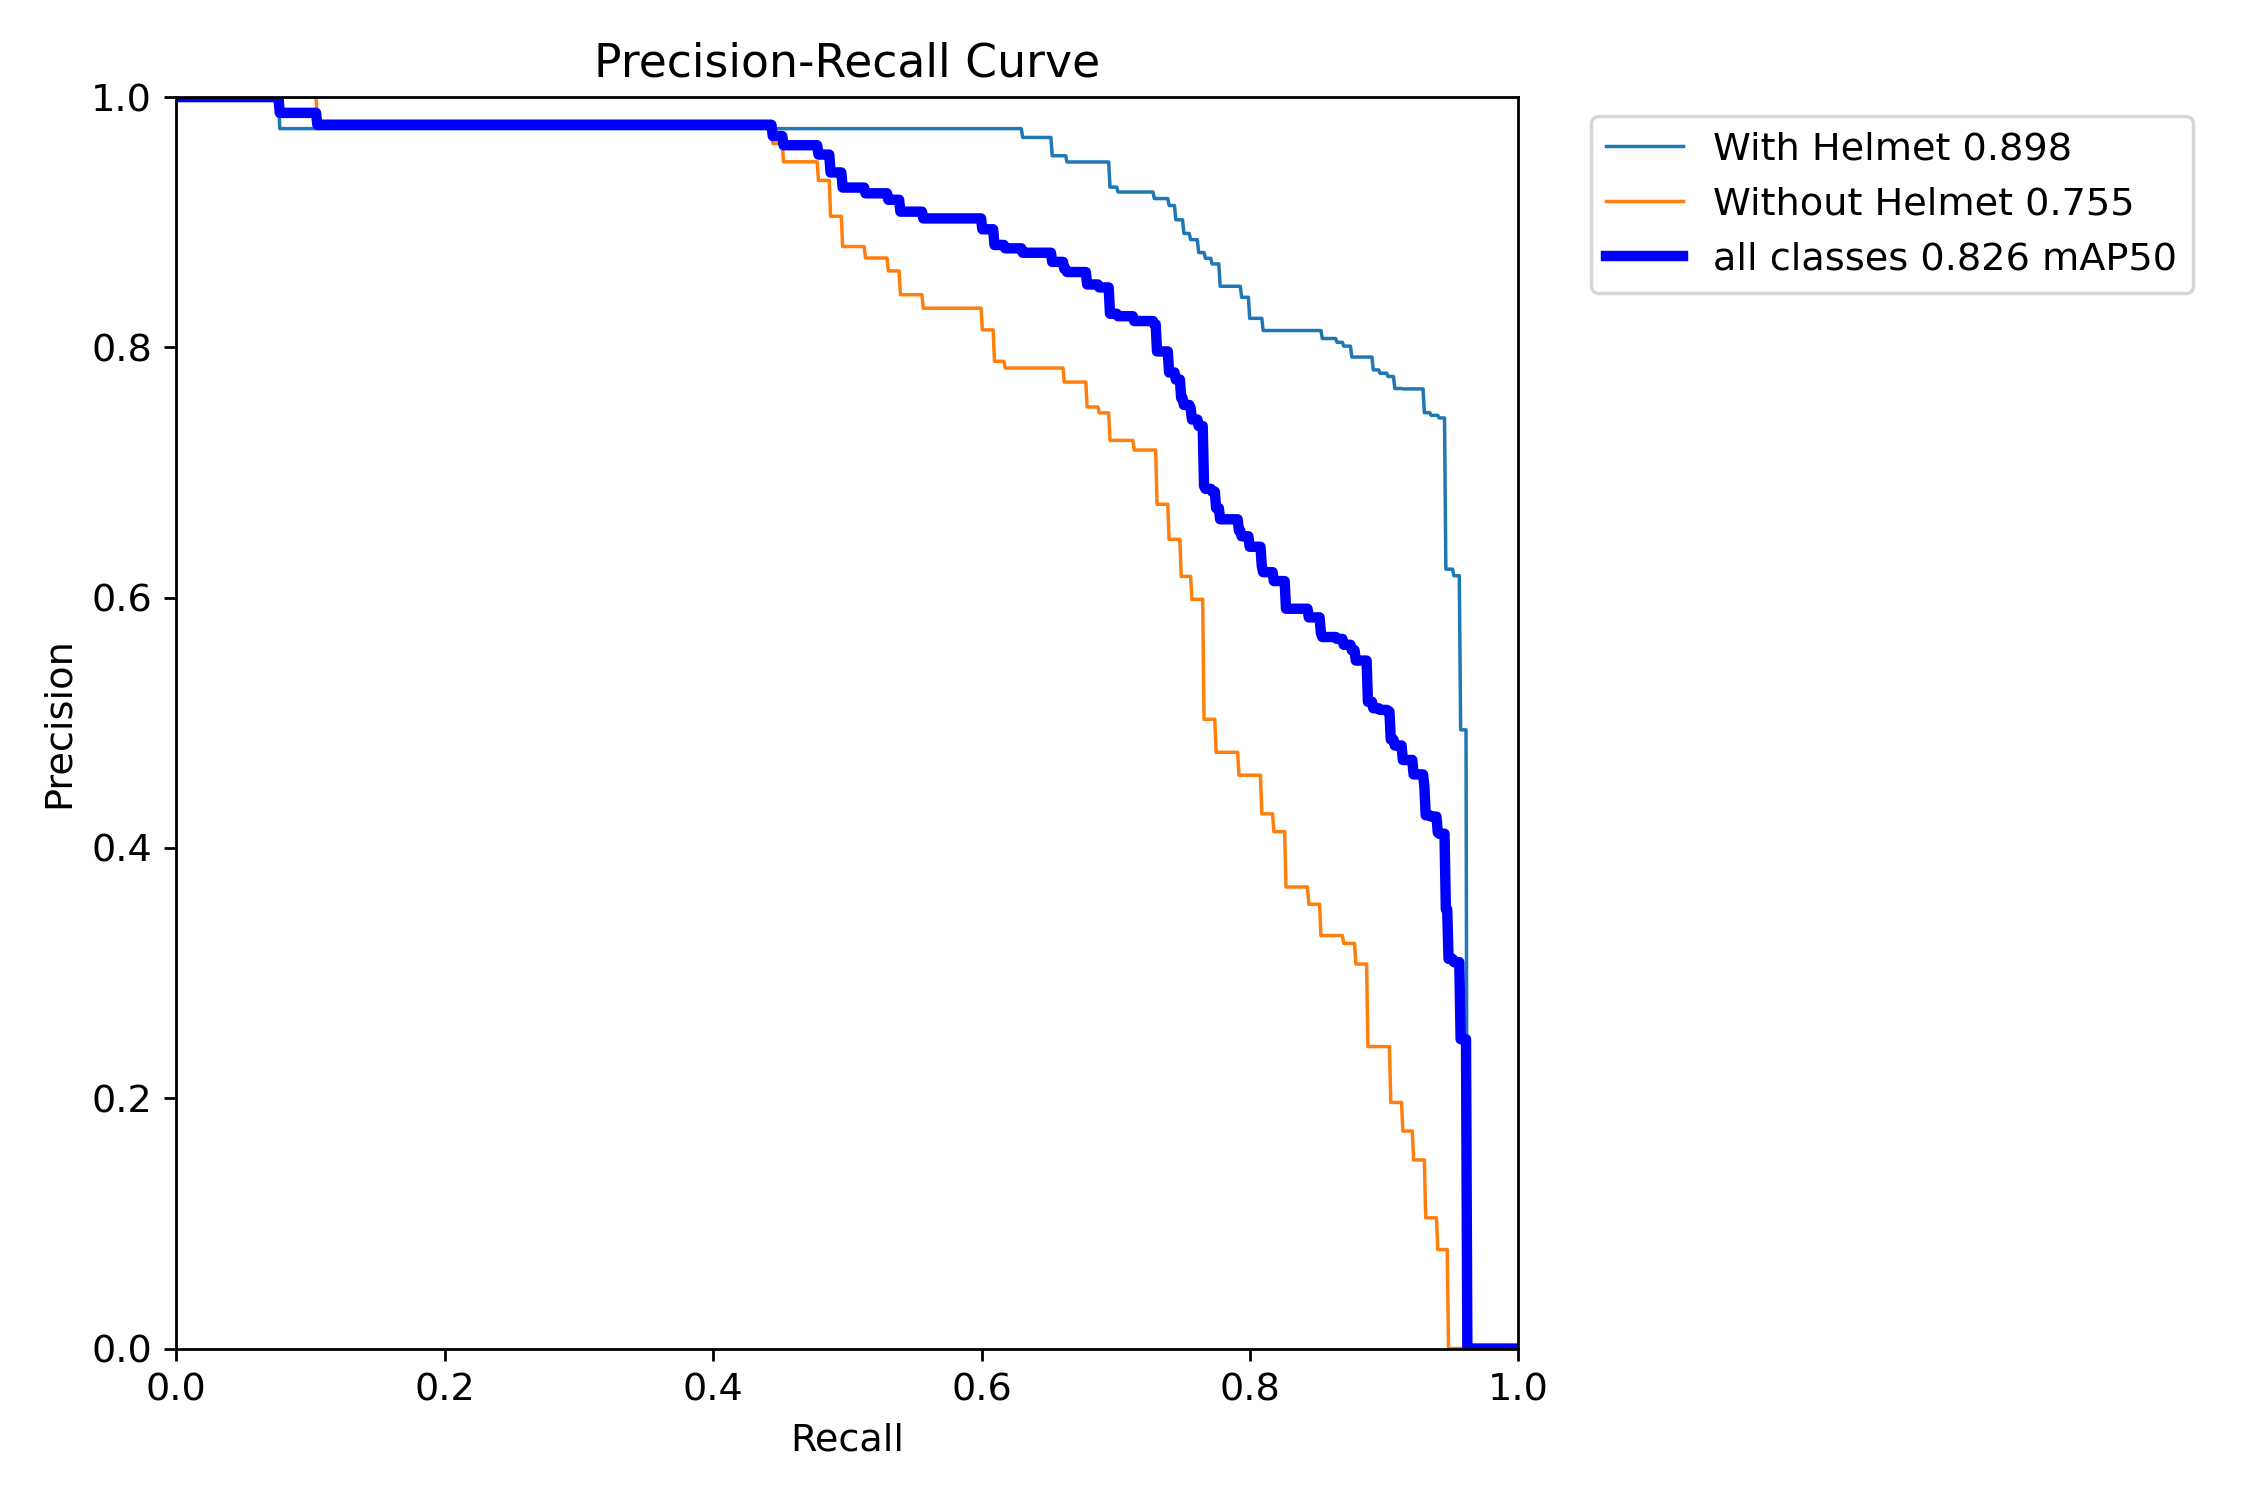 Precision-Recall Curve
With Helmet 0.898
Without Helmet 0.755
all classes 0.826 mAP50
Precision
1.0
0.8
0.6
0.4
0.2
0.0
0.0 0.2 0.4 0.6 0.8 1.0
Recall